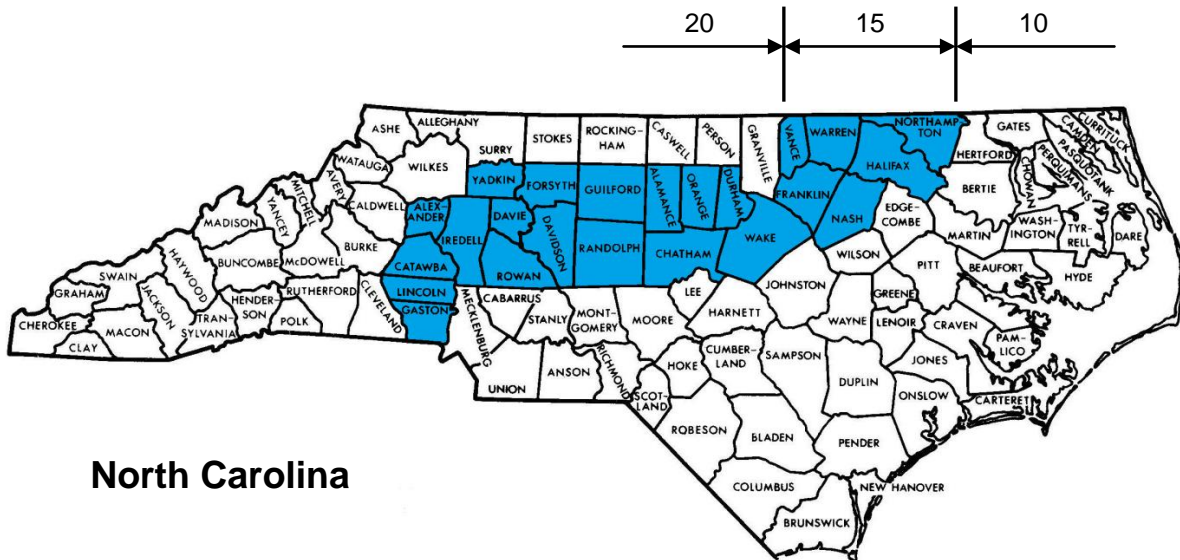 20 15 10
ASHE
ALLEGHANY
SURRY
STOKES
ROCKING-
HAM
CASWELL
PERSON
GRANVILLE
VANCE
WARREN
NORTHAMP
TON
GATES
CURRITUCK
CAMDEN
PASQUOTANK
PERQUIMANS
CHOWAN
HERTFORD
HALIFAX
WATAUGA
WILKES
YADKIN
FORSYTH
GUILFORD
ALAMANCE
ORANGE
DURHAM
FRANKLIN
NASH
EDGE-
COMBE
BERTIE
MADISON
YANCEY
MITCHELL
AVERY
CALDWELL
ALEX-
ANDER
IREDELL
DAVIE
DAVIDSON
RANDOLPH
CHATHAM
WAKE
WILSON
MARTIN
WASH-
INGTON
TYR-
RELL
DARE
SWAIN
HAYWOOD
BUNCOMBE
McDOWELL
BURKE
CATAWBA
ROWAN
PITT
BEAUFORT
HYDE
GRAHAM
JACKSON
HENDER-
SON
RUTHERFORD
CLEVELAND
LINCOLN
GASTON
MECKLENBURG
CABARRUS
STANLY
MONT-
GOMERY
MOORE
LEE
HARNETT
JOHNSTON
GREENE
CHEROKEE
CLAY
MACON
TRAN-
SYLVANIA
POLK
WAYNE
LENOIR
CRAVEN
PAM-
LICO
UNION
ANSON
RICHMOND
SCOT-
LAND
HOKE
CUMBER-
LAND
SAMPSON
DUPLIN
JONES
ONSLOW
CARTERET
ROBESON
BLADEN
PENDER
North Carolina
COLUMBUS
NEW HANOVER
BRUNSWICK